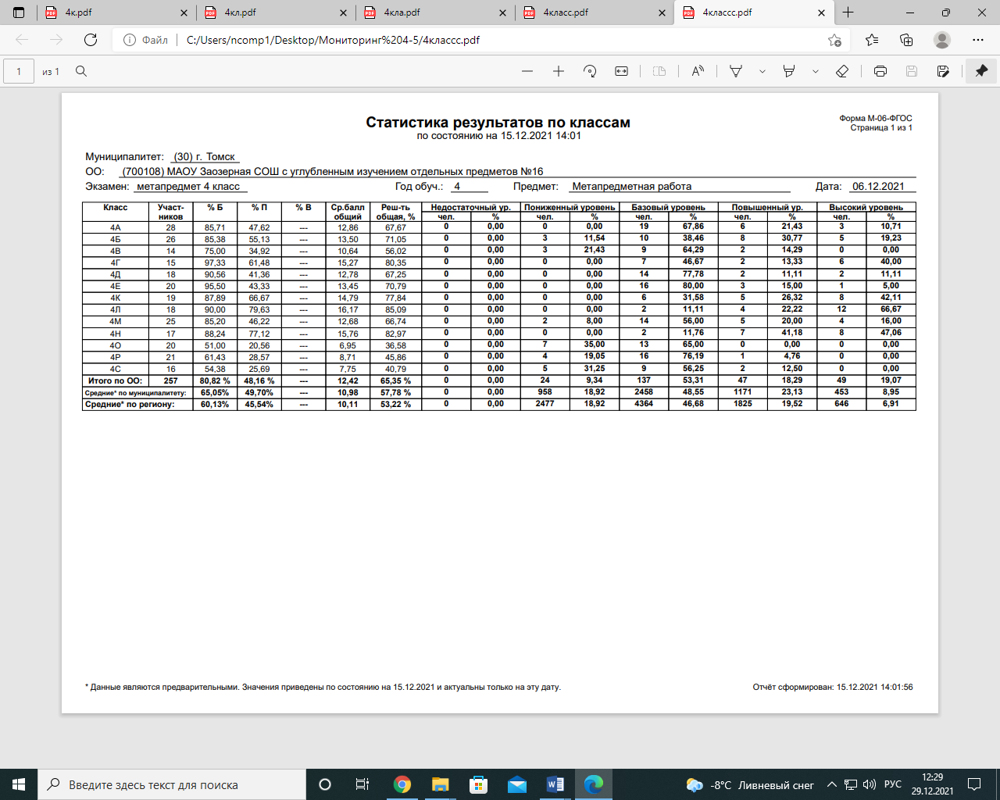 4к.pdf 4кл.pdf 4кла.pdf 4класс.pdf 4классс.pdf
Файл C:/Users/ncomp1/Desktop/Мониторинг%204-5/4классс.pdf
1 из 1
Форма М-06-ФГОС
Статистика результатов по классам
Страница 1 из 1
по состоянию на 15.12.2021 14:01
Муниципалитет: (30) г. Томск
ОО: (700108) МАОУ Заозерная СОШ с углубленным изучением отдельных предметов №16
Экзамен: метапредмет 4 класс Год обуч.: 4 Предмет: Метапредметная работа Дата: 06.12.2021
Класс Участ- % Б % П % В Ср.балл Реш-ть Недостаточный ур. Пониженный уровень Базовый уровень Повышенный ур. Высокий уровень
ников общий общая, % чел. % чел. % чел. % чел. % чел. %
4А 28 85,71 47,62 --- 12,86 67,67 0 0,00 0 0,00 19 67,86 6 21,43 3 10,71
4Б 26 85,38 55,13 --- 13,50 71,05 0 0,00 3 11,54 10 38,46 8 30,77 5 19,23
4В 14 75,00 34,92 --- 10,64 56,02 0 0,00 3 21,43 9 64,29 2 14,29 0 0,00
4Г 15 97,33 61,48 --- 15,27 80,35 0 0,00 0 0,00 7 46,67 2 13,33 6 40,00
4Д 18 90,56 41,36 --- 12,78 67,25 0 0,00 0 0,00 14 77,78 2 11,11 2 11,11
4Е 20 95,50 43,33 --- 13,45 70,79 0 0,00 0 0,00 16 80,00 3 15,00 1 5,00
4К 19 87,89 66,67 --- 14,79 77,84 0 0,00 0 0,00 6 31,58 5 26,32 8 42,11
4Л 18 90,00 79,63 --- 16,17 85,09 0 0,00 0 0,00 2 11,11 4 22,22 12 66,67
4М 25 85,20 46,22 --- 12,68 66,74 0 0,00 2 8,00 14 56,00 5 20,00 4 16,00
4Н 17 88,24 77,12 --- 15,76 82,97 0 0,00 0 0,00 2 11,76 7 41,18 8 47,06
4О 20 51,00 20,56 --- 6,95 36,58 0 0,00 7 35,00 13 65,00 0 0,00 0 0,00
4Р 21 61,43 28,57 --- 8,71 45,86 0 0,00 4 19,05 16 76,19 1 4,76 0 0,00
4С 16 54,38 25,69 --- 7,75 40,79 0 0,00 5 31,25 9 56,25 2 12,50 0 0,00
Итого по ОО: 257 80,82 % 48,16 % --- 12,42 65,35 % 0 0,00 24 9,34 137 53,31 47 18,29 49 19,07
Средние* по муниципалитету: 65,05% 49,70% --- 10,98 57,78 % 0 0,00 958 18,92 2458 48,55 1171 23,13 453 8,95
Средние* по региону: 60,13% 45,54% --- 10,11 53,22 % 0 0,00 2477 18,92 4364 46,68 1825 19,52 646 6,91
* Данные являются предварительными. Значения приведены по состоянию на 15.12.2021 и актуальны только на эту дату. Отчёт сформирован: 15.12.2021 14:01:56
Введите здесь текст для поиска -8°C Ливневый снег РУС 12:29
29.12.2021